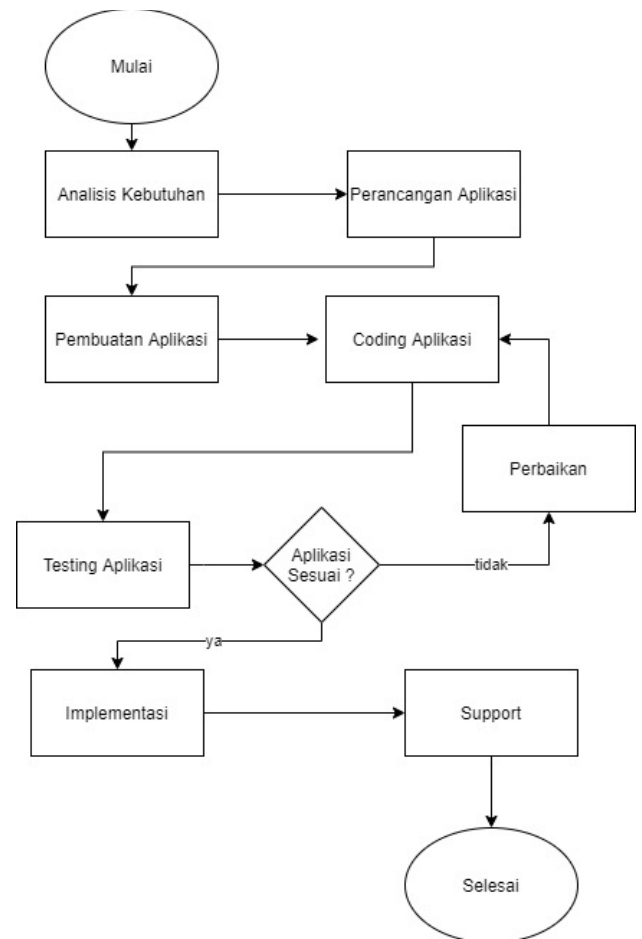 Mulai
Analisis Kebutuhan
Perancangan Aplikasi
Pembuatan Aplikasi
Coding Aplikasi
Perbaikan
Testing Aplikasi
Aplikasi
Sesuai ?
tidak
ya
Implementasi
Support
Selesai